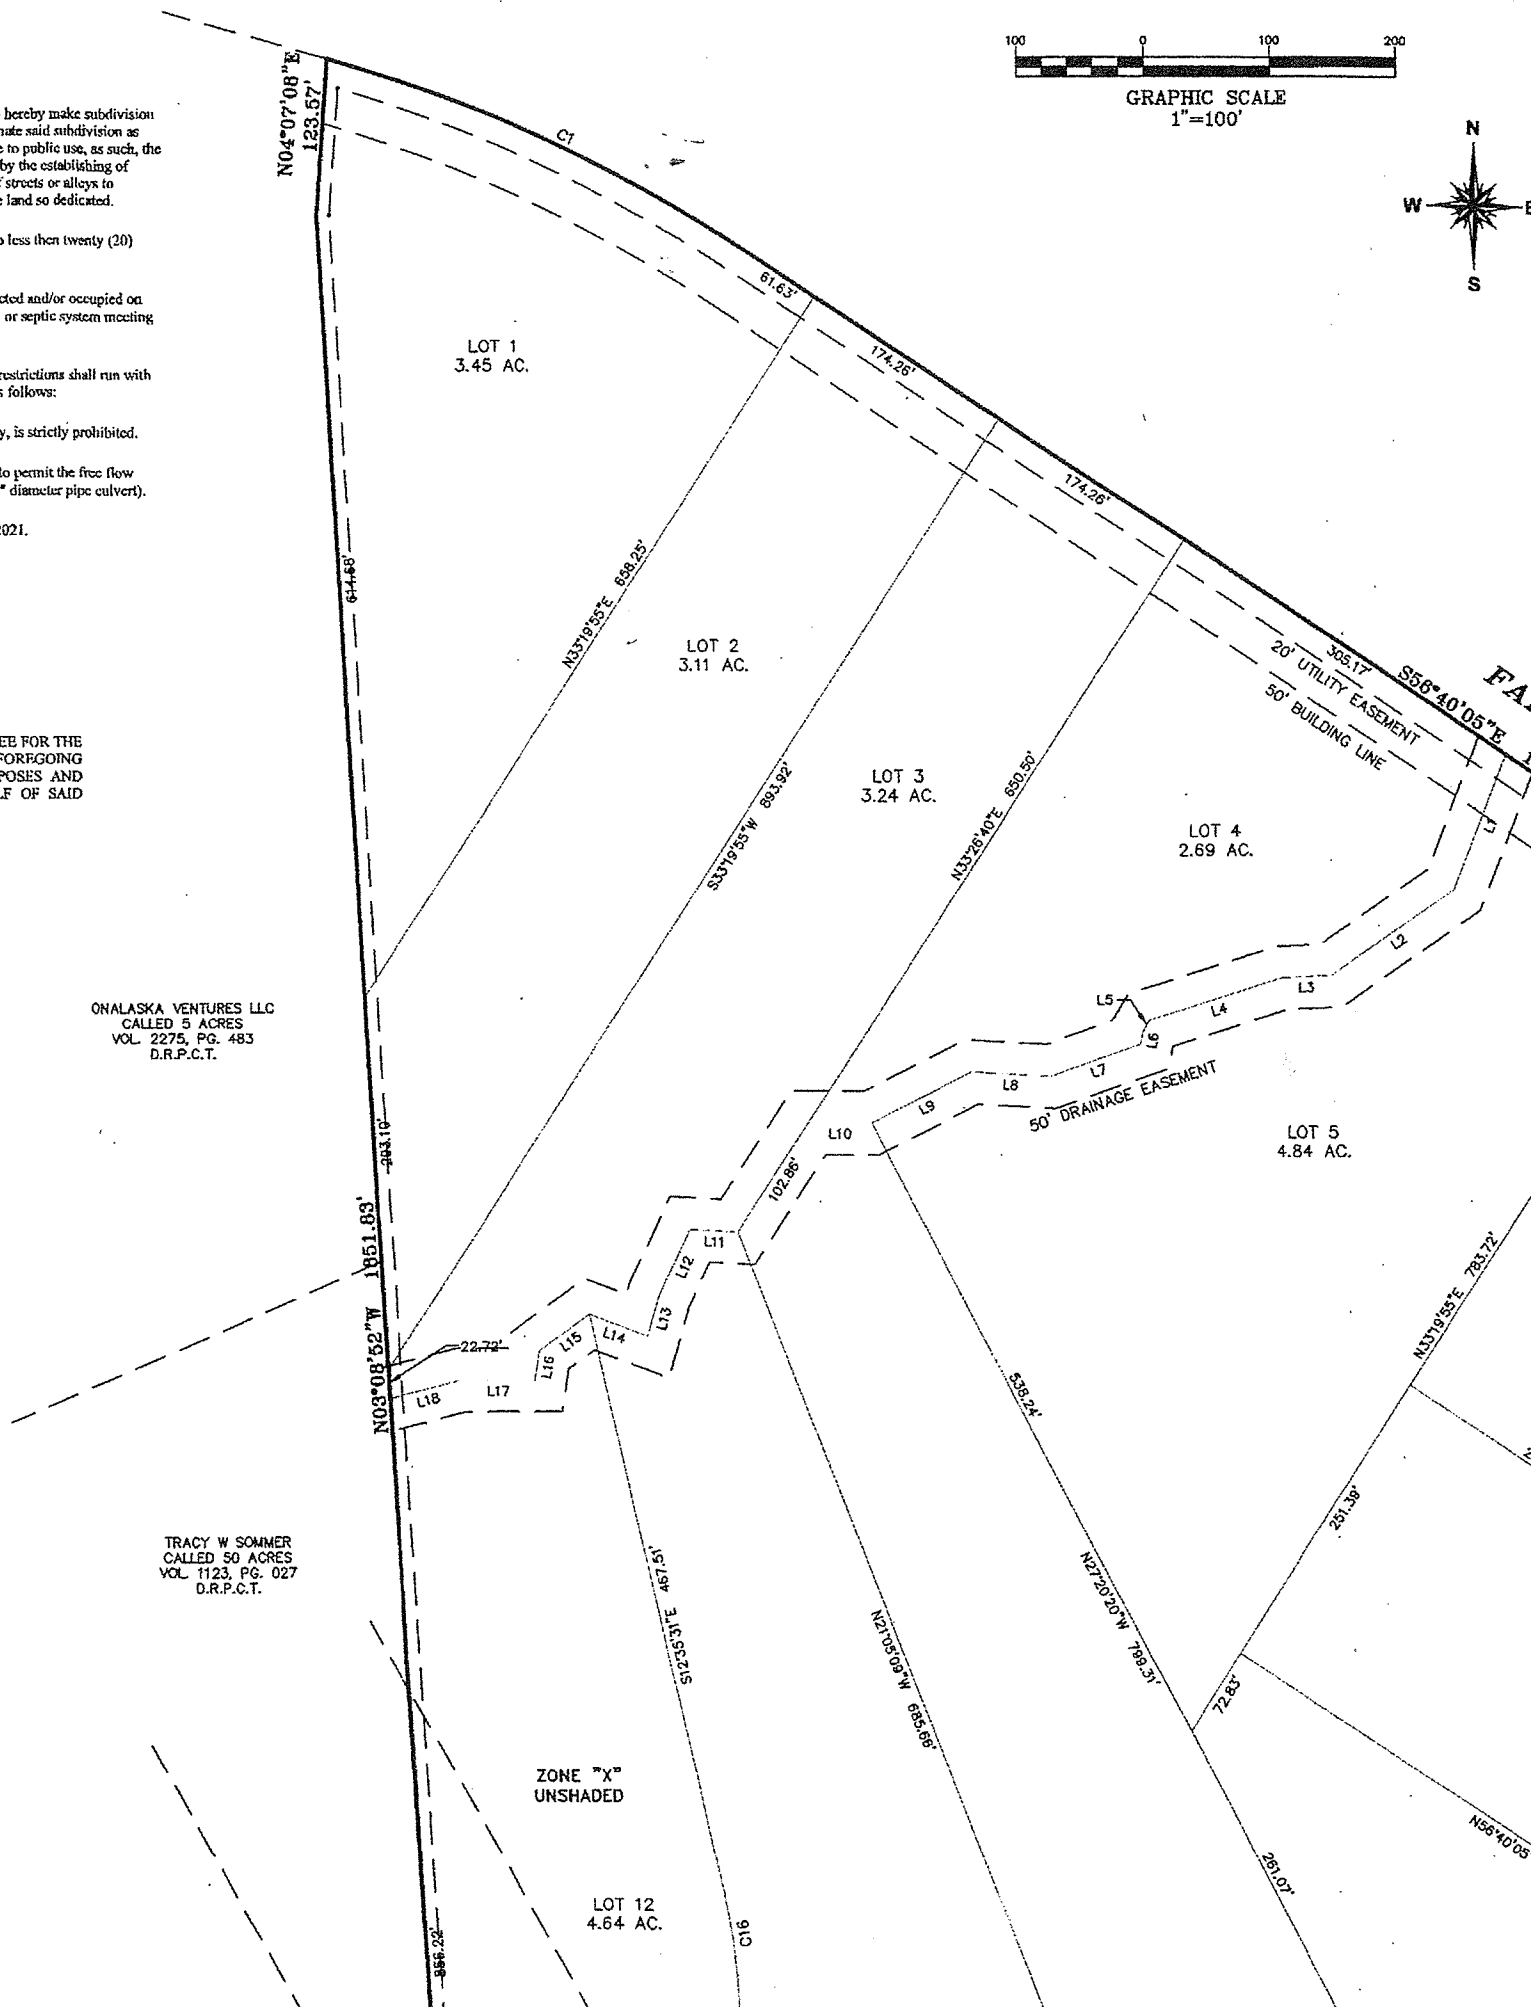 100 0 100 200
GRAPHIC SCALE
1"=100'
N
W E
S
hereby make subdivision
nate said subdivision as
e to public use, as such, the
by the establishing of
f streets or alleys to
e land so dedicated.
o less then twenty (20)
cted and/or occupied on
or septic system meeting
restrictions shall run with
s follows:
y, is strictly prohibited.
to permit the free flow
" diameter pipe culvert).
2021.
EE FOR THE
FOREGOING
POSES AND
LF OF SAID
N04°07'08"E
123.57'
C1
61.63'
174.26'
174.26'
305.17'
S56°40'05"E
FA
20' UTILITY EASEMENT
50' BUILDING LINE
LOT 1
3.45 AC.
614.68'
N33°19'55"E 658.25'
LOT 2
3.11 AC.
S33°19'55"W 893.92'
LOT 3
3.24 AC.
N33°26'40"E 650.50'
LOT 4
2.69 AC.
L1
L2
L3
L4
L5
L6
L7
L8
L9
L10
50' DRAINAGE EASEMENT
LOT 5
4.84 AC.
ONALASKA VENTURES LLC
CALLED 5 ACRES
VOL. 2275, PG. 483
D.R.P.C.T.
293.19'
N03°08'52"W 1851.83'
102.86'
L11
L12
L13
L14
L15
L16
22.72'
L17
L18
538.24'
N33°19'55"E 783.72'
251.39'
TRACY W SOMMER
CALLED 50 ACRES
VOL. 1123, PG. 027
D.R.P.C.T.
S12°35'31"E 467.51'
N21°05'09"W 685.66'
N27°20'20"W 799.31'
72.83'
ZONE "X"
UNSHADED
N56°40'05
261.07'
LOT 12
4.64 AC.
C16
856.22'